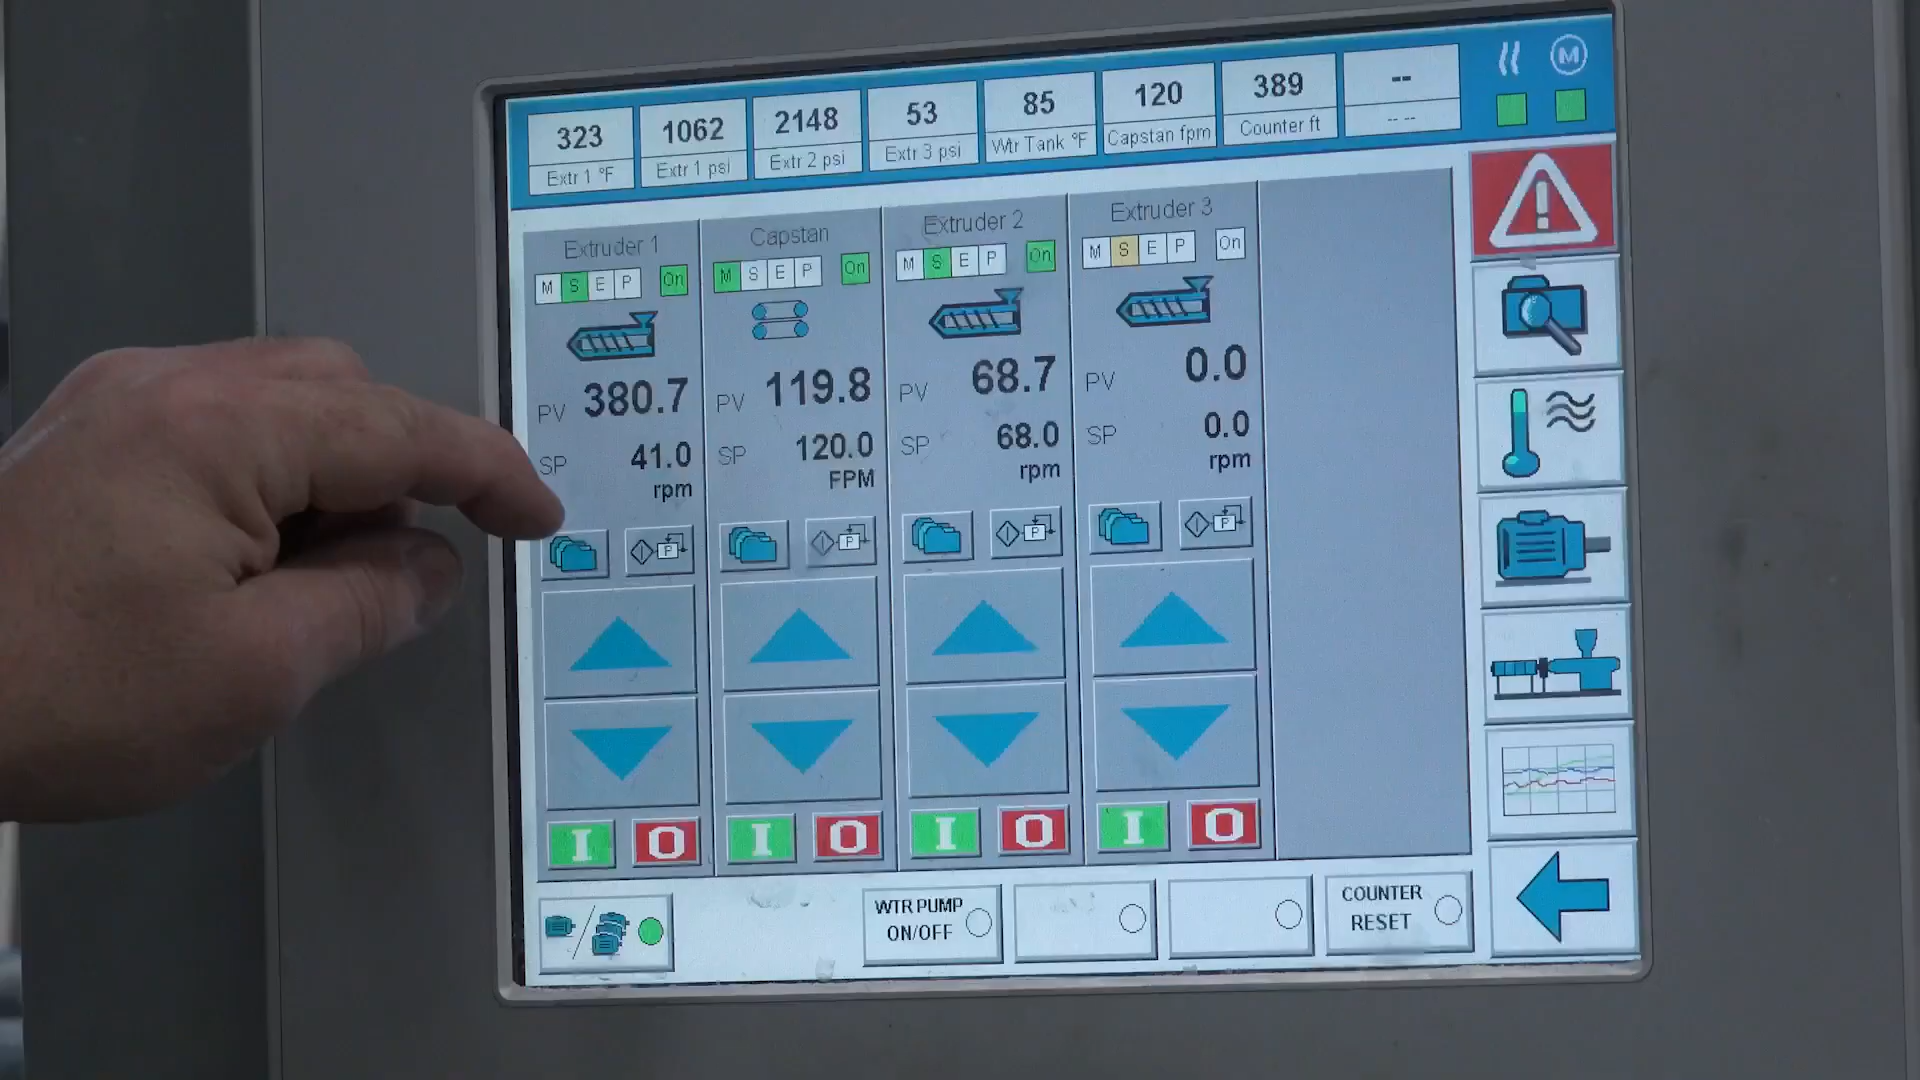 323 1062 2148 53 85 120 389 --
Extr 1 °F Extr 1 psi Extr 2 psi Extr 3 psi Wtr Tank °F Capstan fpm Counter ft -- --
M
Extruder 1 Capstan Extruder 2 Extruder 3
M S E P On M S E P On M S E P On M S E P On
PV 380.7 PV 119.8 PV 68.7 PV 0.0
SP 41.0 SP 120.0 SP 68.0 SP 0.0
rpm FPM rpm rpm
P P P P
I O I O I O I O
WTR PUMP
ON/OFF
COUNTER
RESET